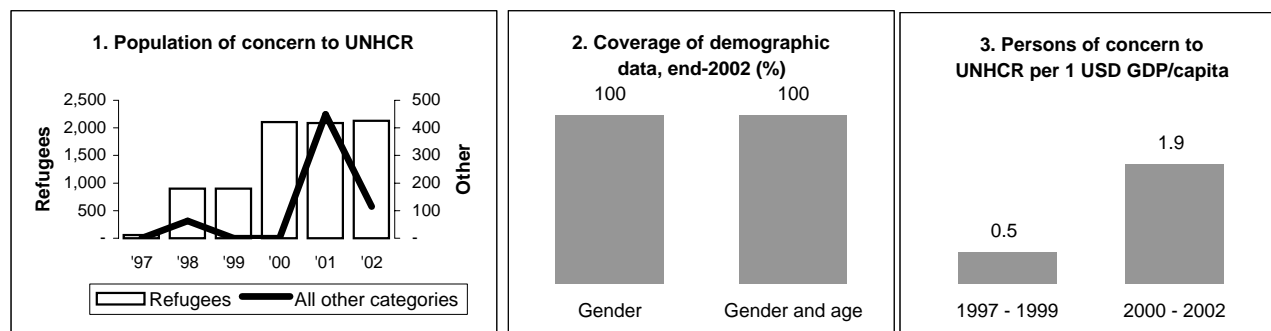 1. Population of concern to UNHCR
2,500
2,000
1,500
1,000
500
-
Refugees
500
400
300
200
100
-
Other
'97 '98 '99 '00 '01 '02
Refugees All other categories
2. Coverage of demographic
data, end-2002 (%)
100 100
Gender Gender and age
3. Persons of concern to
UNHCR per 1 USD GDP/capita
0.5
1.9
1997 - 1999 2000 - 2002